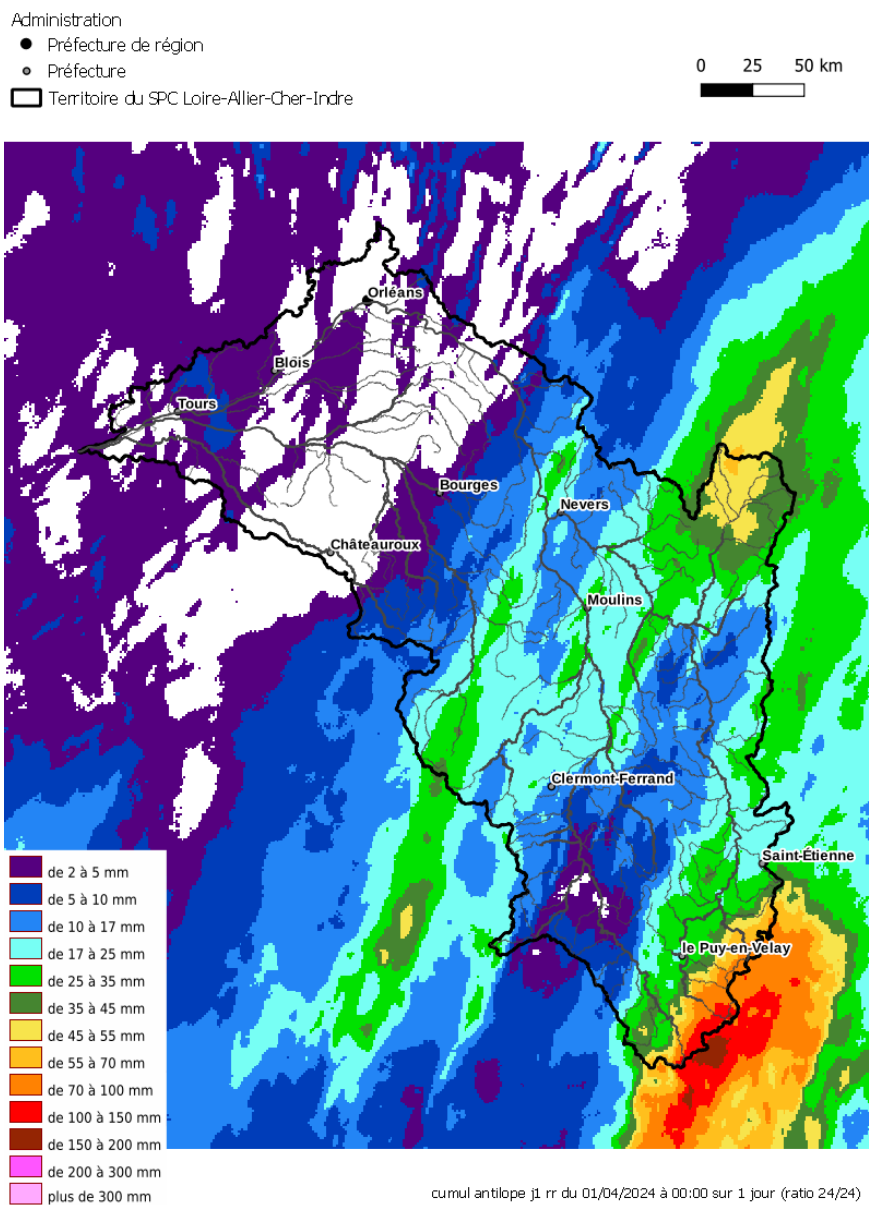 Administration
Préfecture de région
Préfecture
Territoire du SPC Loire-Allier-Cher-Indre
0 25 50 km
Orléans
Blois
Tours
Bourges
Nevers
Châteauroux
Moulins
Clermont-Ferrand
Saint-Étienne
le Puy-en-Velay
de 2 à 5 mm
de 5 à 10 mm
de 10 à 17 mm
de 17 à 25 mm
de 25 à 35 mm
de 35 à 45 mm
de 45 à 55 mm
de 55 à 70 mm
de 70 à 100 mm
de 100 à 150 mm
de 150 à 200 mm
de 200 à 300 mm
plus de 300 mm
cumul antilope j1 rr du 01/04/2024 à 00:00 sur 1 jour (ratio 24/24)